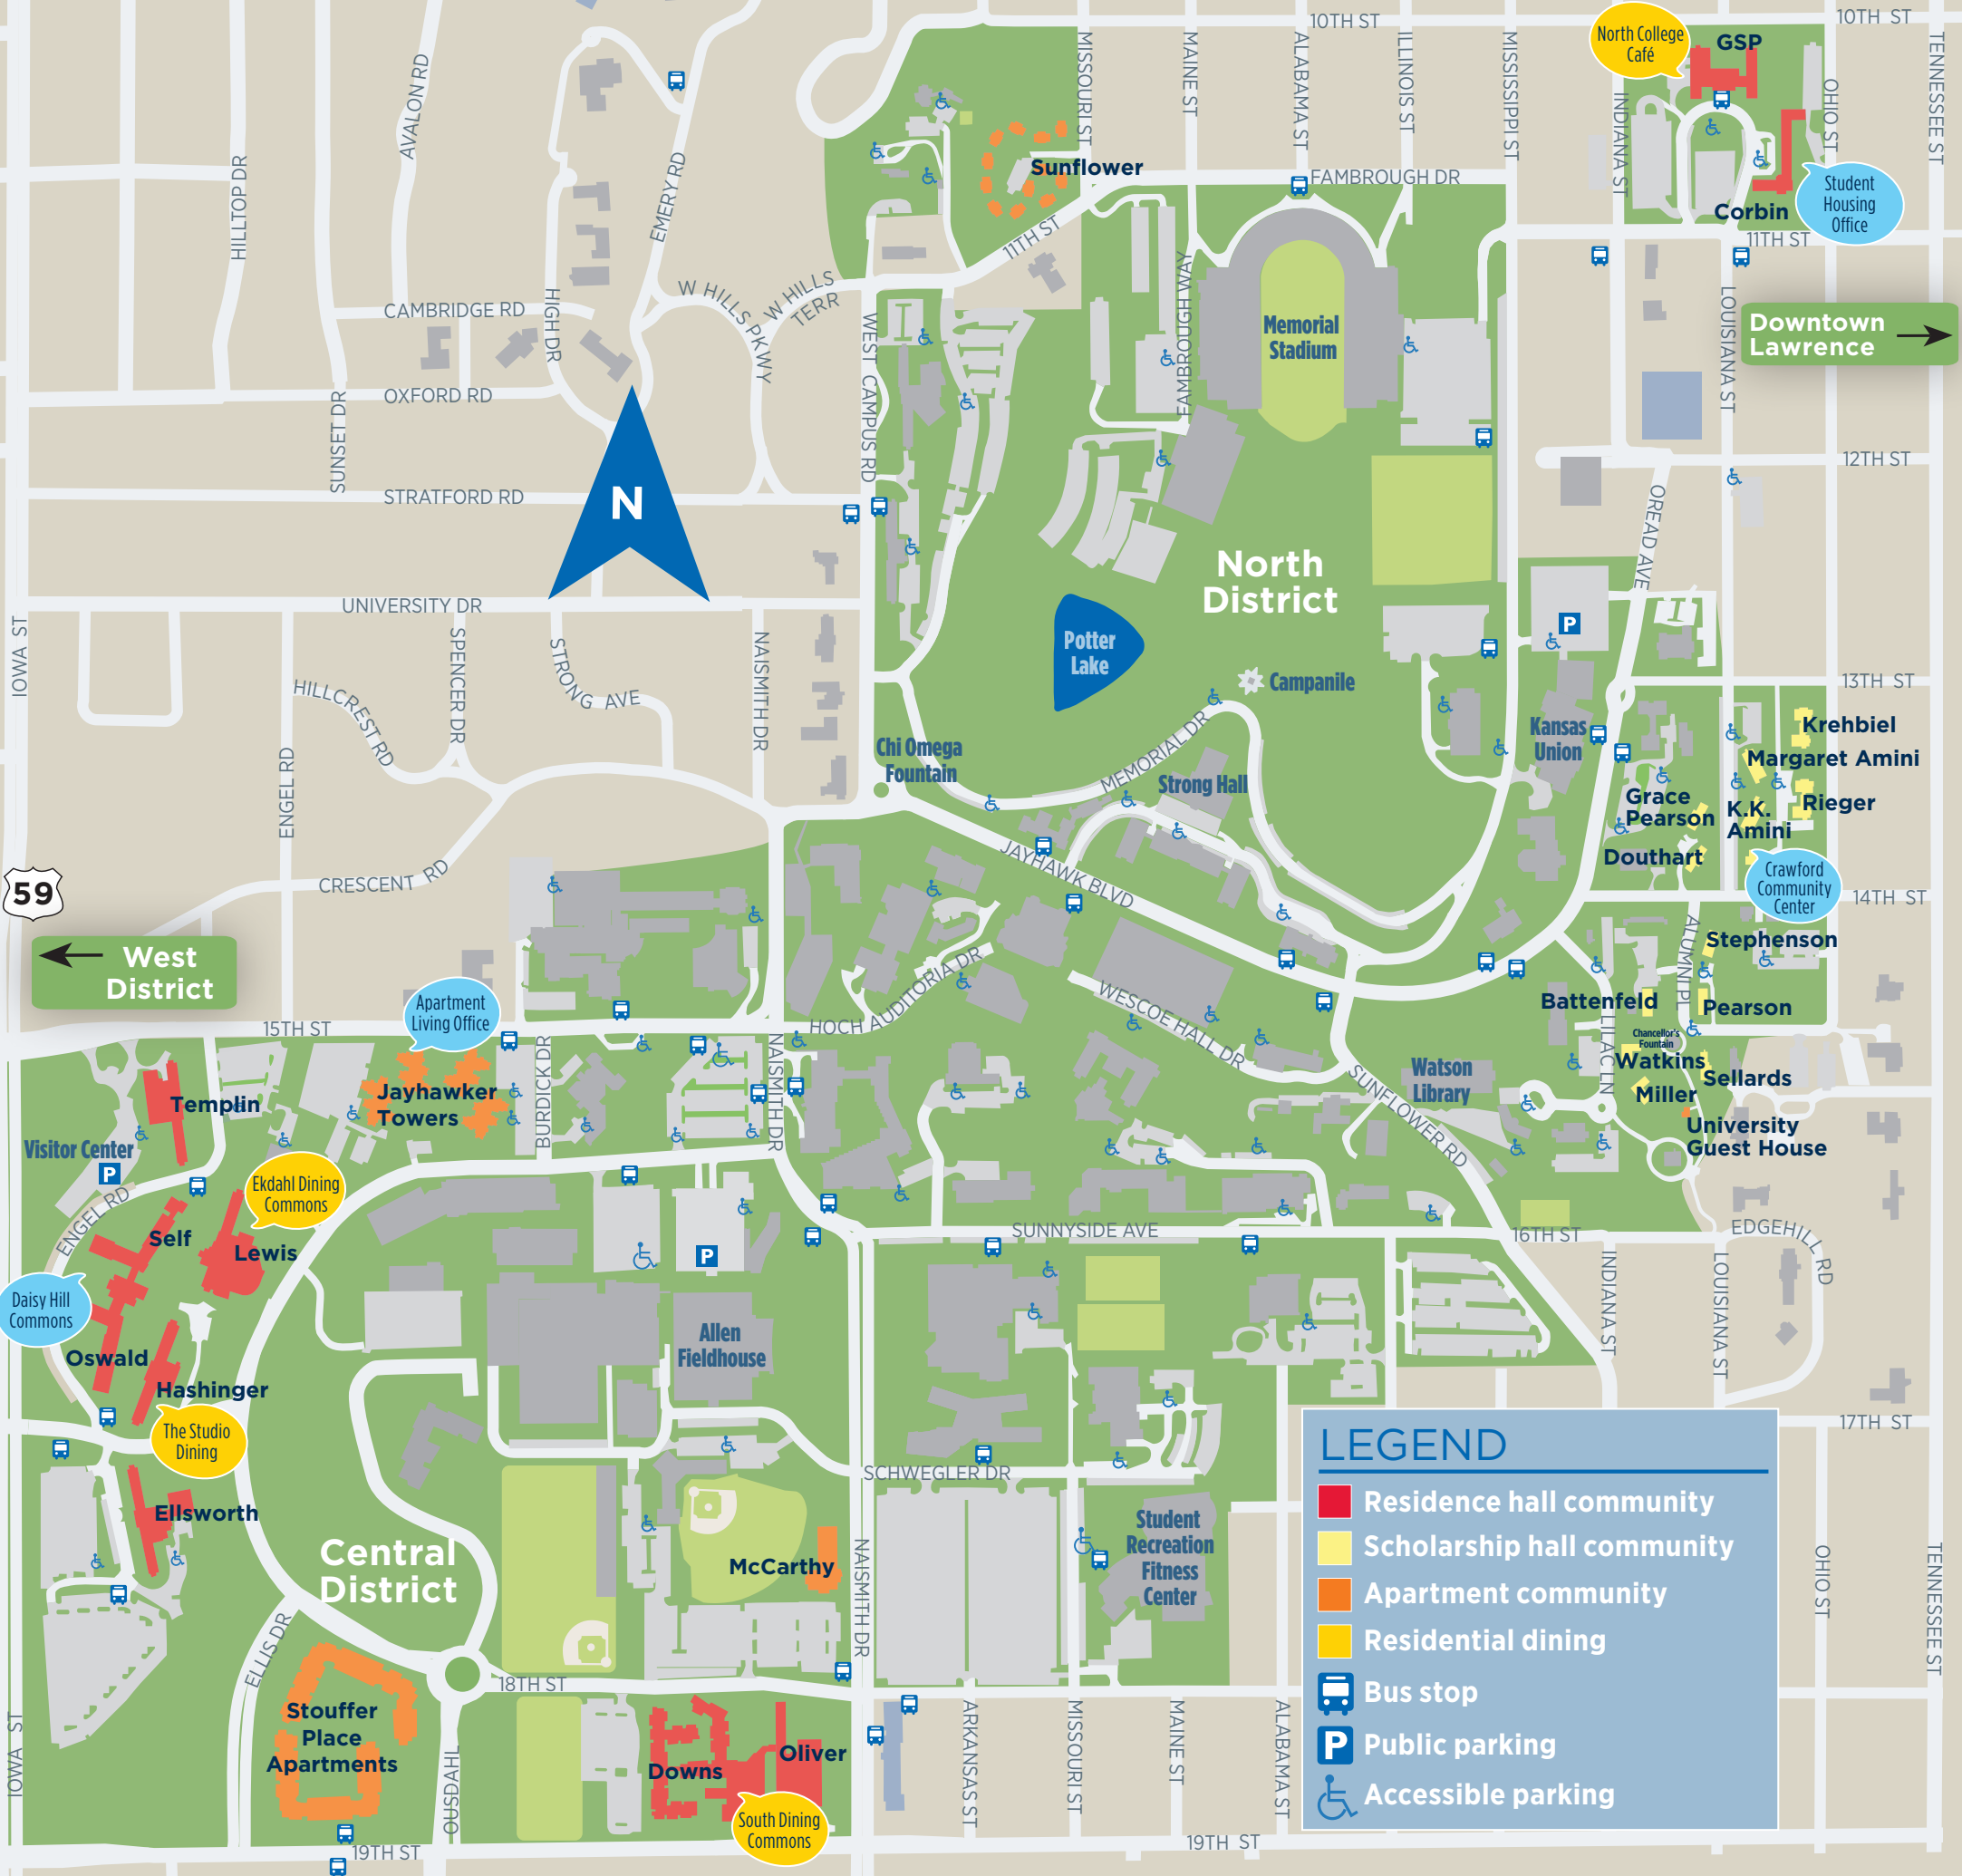 10TH ST
10TH ST
North College
Café
GSP
MISSOURI ST
MAINE ST
ALABAMA ST
ILLINOIS ST
MISSISSIPPI ST
INDIANA ST
OHIO ST
TENNESSEE ST
AVALON RD
HILLTOP DR
EMERY RD
Sunflower
FAMBROUGH DR
Student
Housing
Office
Corbin
11TH ST
11TH ST
CAMBRIDGE RD
HIGH DR
W HILLS PKWY
W HILLS
TERR
WEST CAMPUS RD
FAMBROUGH WAY
Memorial
Stadium
LOUISIANA ST
Downtown
Lawrence
OXFORD RD
SUNSET DR
STRATFORD RD
N
12TH ST
OREAD AVE
North
District
UNIVERSITY DR
IOWA ST
SPENCER DR
STRONG AVE
NAISMITH DR
HILLCREST RD
ENGEL RD
Potter
Lake
P
Campanile
13TH ST
Kansas
Union
Krehbiel
Margaret Amini
Chi Omega
Fountain
MEMORIAL DR
Strong Hall
Grace
Pearson
K.K.
Amini
Rieger
Douthart
JAYHAWK BLVD
Crawford
Community
Center
14TH ST
CRESCENT RD
59
West
District
ALUMNI PL
Stephenson
Apartment
Living Office
HOCH AUDITORIA DR
WESCOE HALL DR
Battenfeld
Pearson
15TH ST
LILAC LN
Chancellor's
Fountain
Watkins
Sellards
Miller
Jayhawker
Towers
BURDICK DR
NAISMITH DR
Watson
Library
SUNFLOWER RD
University
Guest House
Templin
Visitor Center
P
Ekdahl Dining
Commons
ENGEL RD
Self
Lewis
P
SUNNYSIDE AVE
16TH ST
EDGEHILL RD
INDIANA ST
LOUISIANA ST
Daisy Hill
Commons
Allen
Fieldhouse
Oswald
Hashinger
The Studio
Dining
17TH ST
SCHWEGLER DR
Ellsworth
Central
District
McCarthy
NAISMITH DR
Student
Recreation
Fitness
Center
LEGEND
Residence hall community
Scholarship hall community
Apartment community
Residential dining
Bus stop
P Public parking
Accessible parking
OHIO ST
TENNESSEE ST
ELLIS DR
18TH ST
Stouffer
Place
Apartments
IOWA ST
OUSDAHL
Downs
Oliver
South Dining
Commons
ARKANSAS ST
MISSOURI ST
MAINE ST
ALABAMA ST
19TH ST
19TH ST